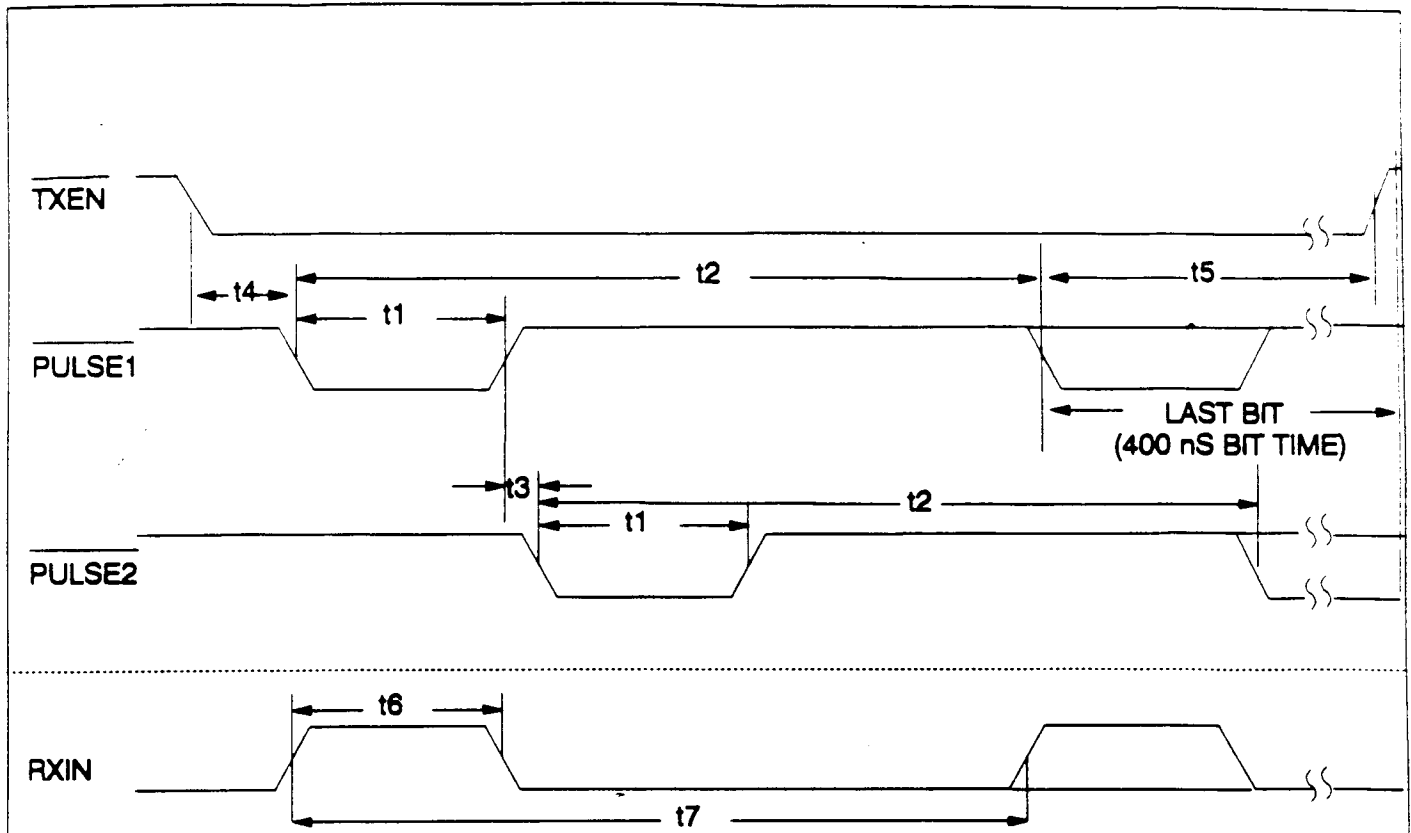 TXEN
t2
t5
t4
t1
PULSE1
LAST BIT
(400 nS BIT TIME)
t3
t2
t1
PULSE2
t6
RXIN
t7